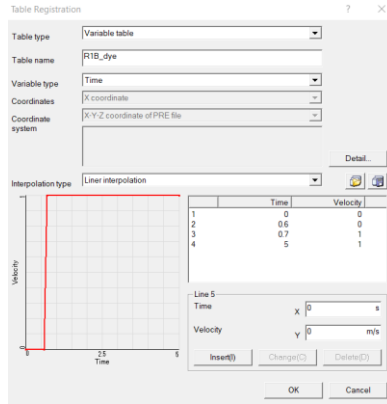 Table Registration ? ×
Table type Variable table
Table name R1B_dye
Variable type Time
Coordinates X coordinate
Coordinate system X-Y-Z coordinate of PRE file
Detail...
Interpolation type Liner interpolation
Time Velocity
1 0 0
2 0.6 0
3 0.7 1
4 5 1
1
Velocity
0
0 2.5 5
Time
Line 5
Time X 0 s
Velocity Y 0 m/s
Insert(I) Change(C) Delete(D)
OK Cancel